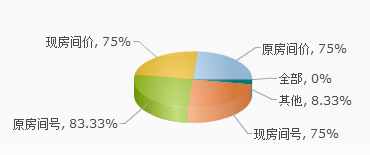 现房间价, 75%
原房间价, 75%
全部, 0%
其他, 8.33%
原房间号, 83.33%
现房间号, 75%